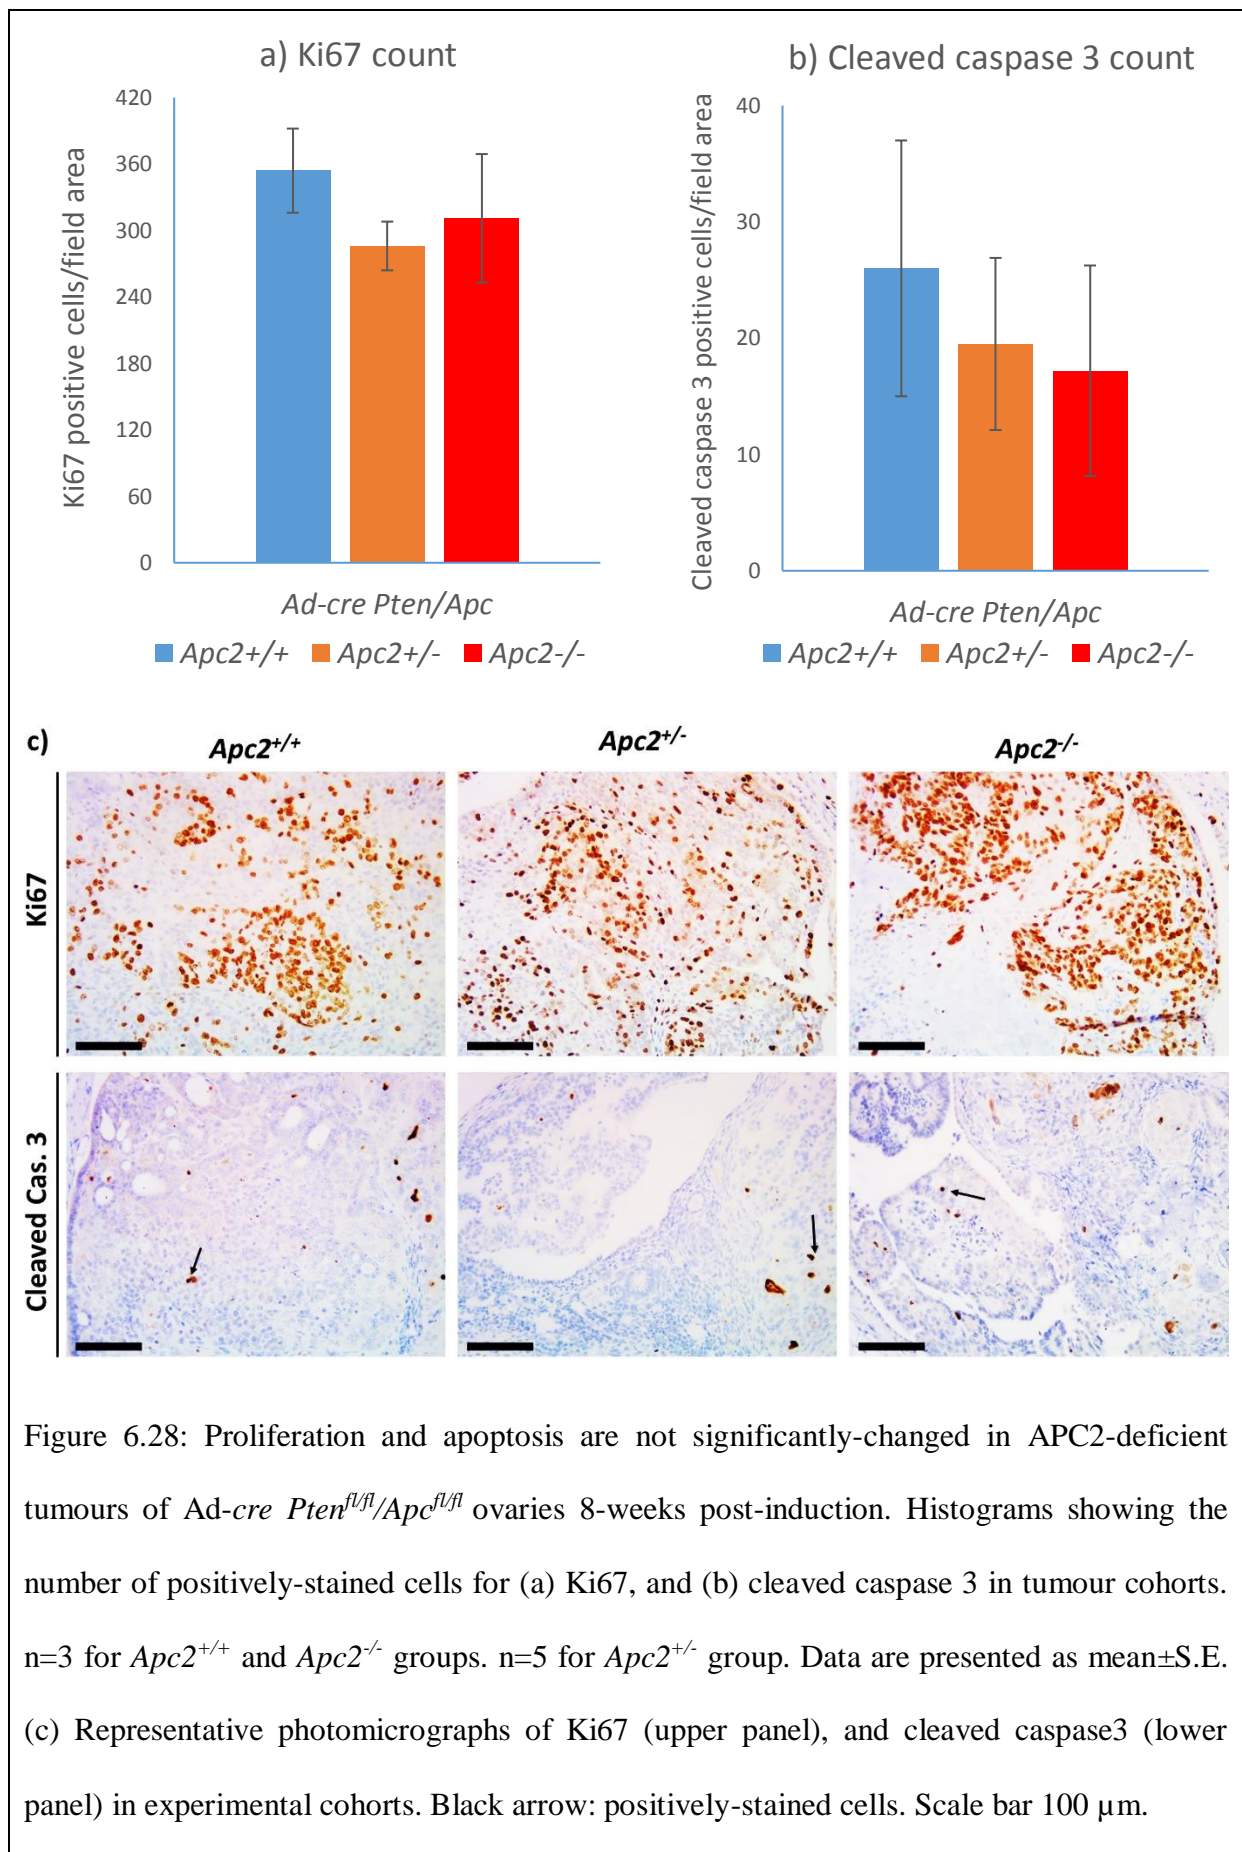 a) Ki67 count
Ki67 positive cells/field area
420
360
300
240
180
120
60
0
Ad-cre Pten/Apc
Apc2+/+ Apc2+/- Apc2-/-
b) Cleaved caspase 3 count
Cleaved caspase 3 positive cells/field area
40
30
20
10
0
Ad-cre Pten/Apc
Apc2+/+ Apc2+/- Apc2-/-
c)
Apc2+/+ Apc2+/- Apc2-/-
Ki67
Cleaved Cas. 3
Figure 6.28: Proliferation and apoptosis are not significantly-changed in APC2-deficient
tumours of Ad-cre Ptenfl/fl/Apcfl/fl ovaries 8-weeks post-induction. Histograms showing the
number of positively-stained cells for (a) Ki67, and (b) cleaved caspase 3 in tumour cohorts.
n=3 for Apc2+/+ and Apc2-/- groups. n=5 for Apc2+/- group. Data are presented as mean±S.E.
(c) Representative photomicrographs of Ki67 (upper panel), and cleaved caspase3 (lower
panel) in experimental cohorts. Black arrow: positively-stained cells. Scale bar 100 µm.